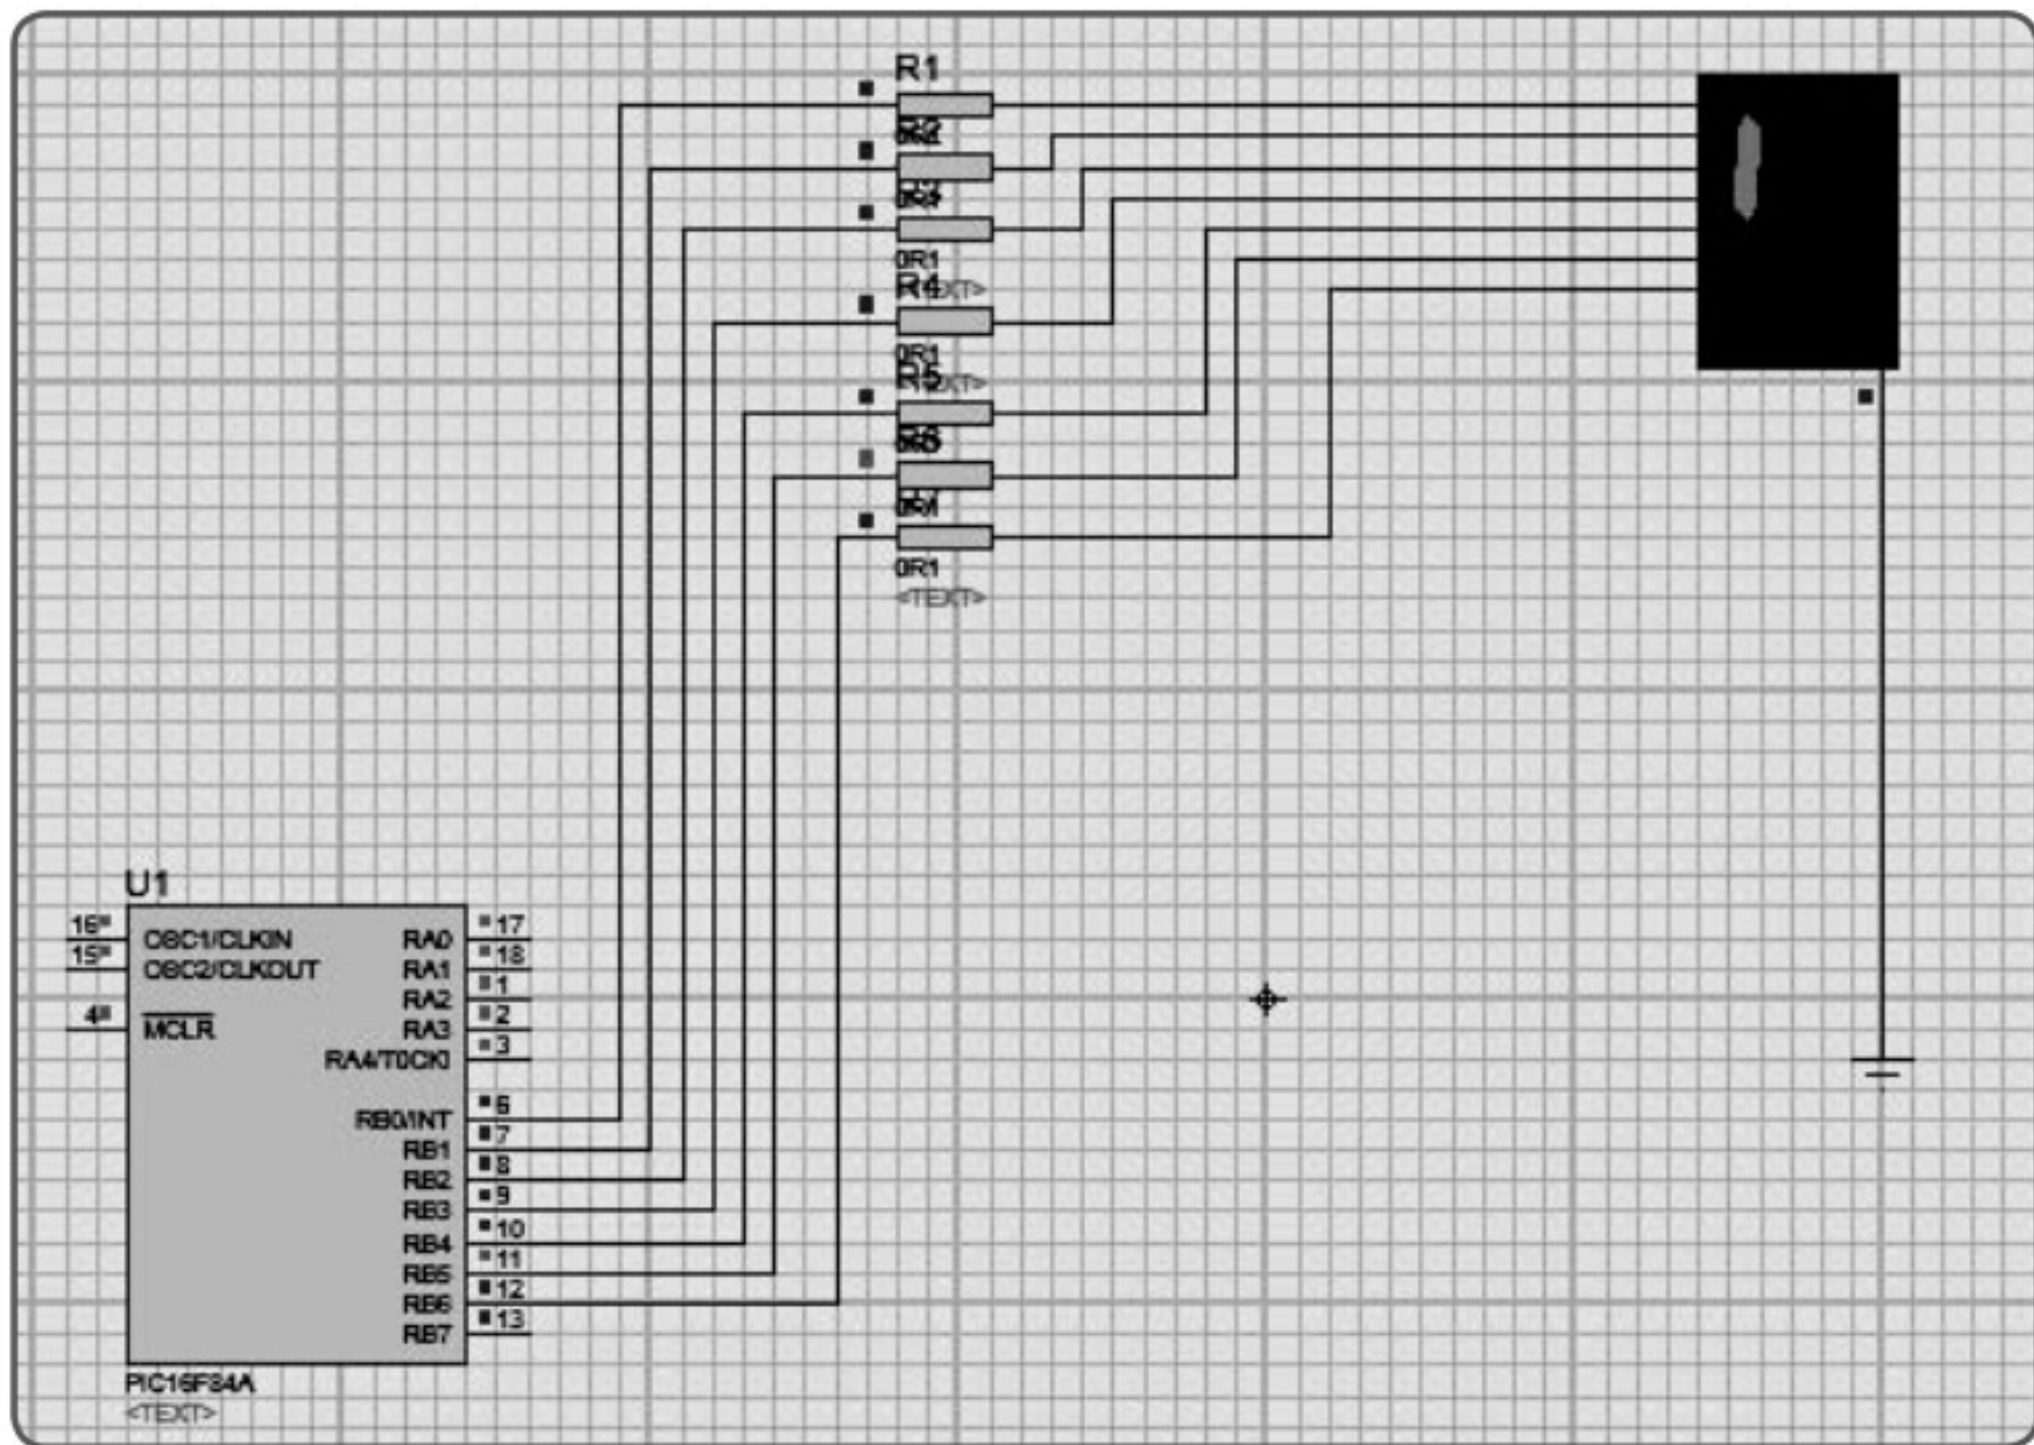 R1
0R1
<TEXT>
R4
0R1
<TEXT>
R5
0R1
<TEXT>
U1
16 OSC1/CLKIN RA0 17
15 OSC2/CLKOUT RA1 18
RA2 1
4 MCLR RA3 2
RA4/T0CKI 3
RB0/INT 6
RB1 7
RB2 8
RB3 9
RB4 10
RB5 11
RB6 12
RB7 13
PIC16F84A
<TEXT>